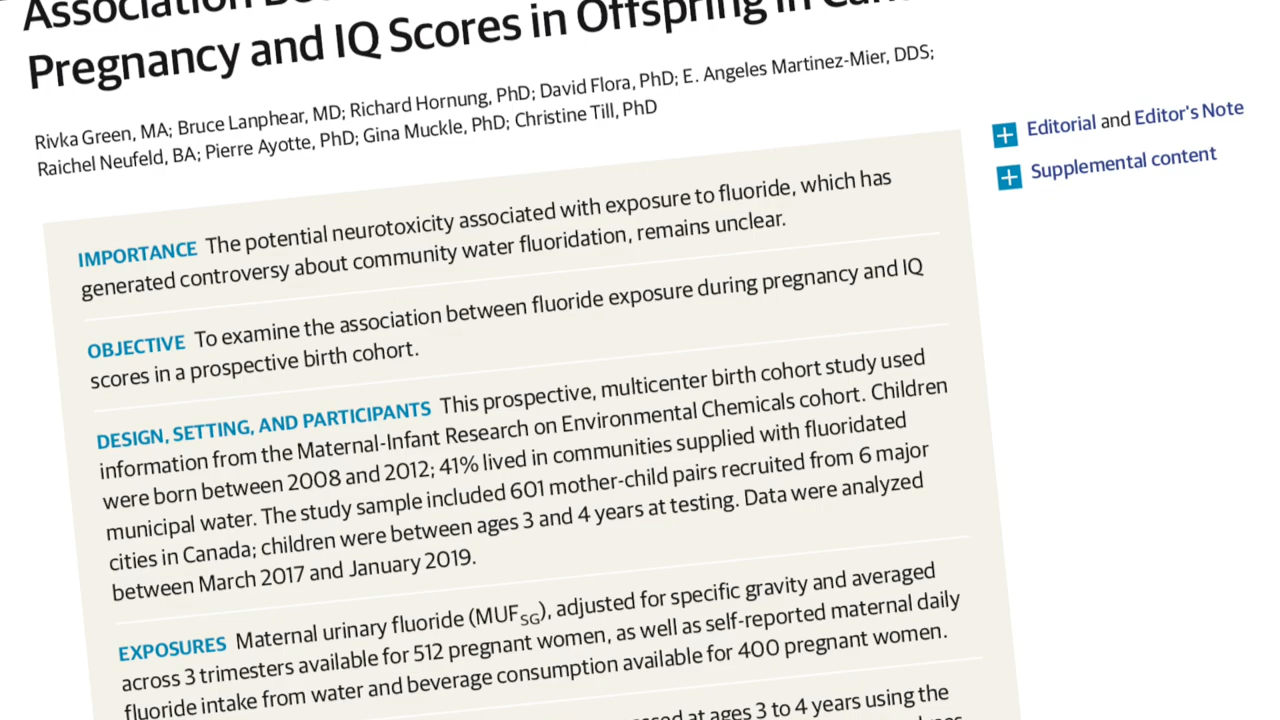 Association
Pregnancy and IQ Scores in Offspring in
Rivka Green, MA; Bruce Lanphear, MD; Richard Hornung, PhD; David Flora, PhD; E. Angeles Martinez-Mier, DDS;
Raichel Neufeld, BA; Pierre Ayotte, PhD; Gina Muckle, PhD; Christine Till, PhD
Editorial and Editor's Note
Supplemental content
IMPORTANCE The potential neurotoxicity associated with exposure to fluoride, which has
generated controversy about community water fluoridation, remains unclear.
OBJECTIVE To examine the association between fluoride exposure during pregnancy and IQ
scores in a prospective birth cohort.
DESIGN, SETTING, AND PARTICIPANTS This prospective, multicenter birth cohort study used
information from the Maternal-Infant Research on Environmental Chemicals cohort. Children
were born between 2008 and 2012; 41% lived in communities supplied with fluoridated
municipal water. The study sample included 601 mother-child pairs recruited from 6 major
cities in Canada; children were between ages 3 and 4 years at testing. Data were analyzed
between March 2017 and January 2019.
EXPOSURES Maternal urinary fluoride (MUFSG), adjusted for specific gravity and averaged
across 3 trimesters available for 512 pregnant women, as well as self-reported maternal daily
fluoride intake from water and beverage consumption available for 400 pregnant women.
at ages 3 to 4 years using the